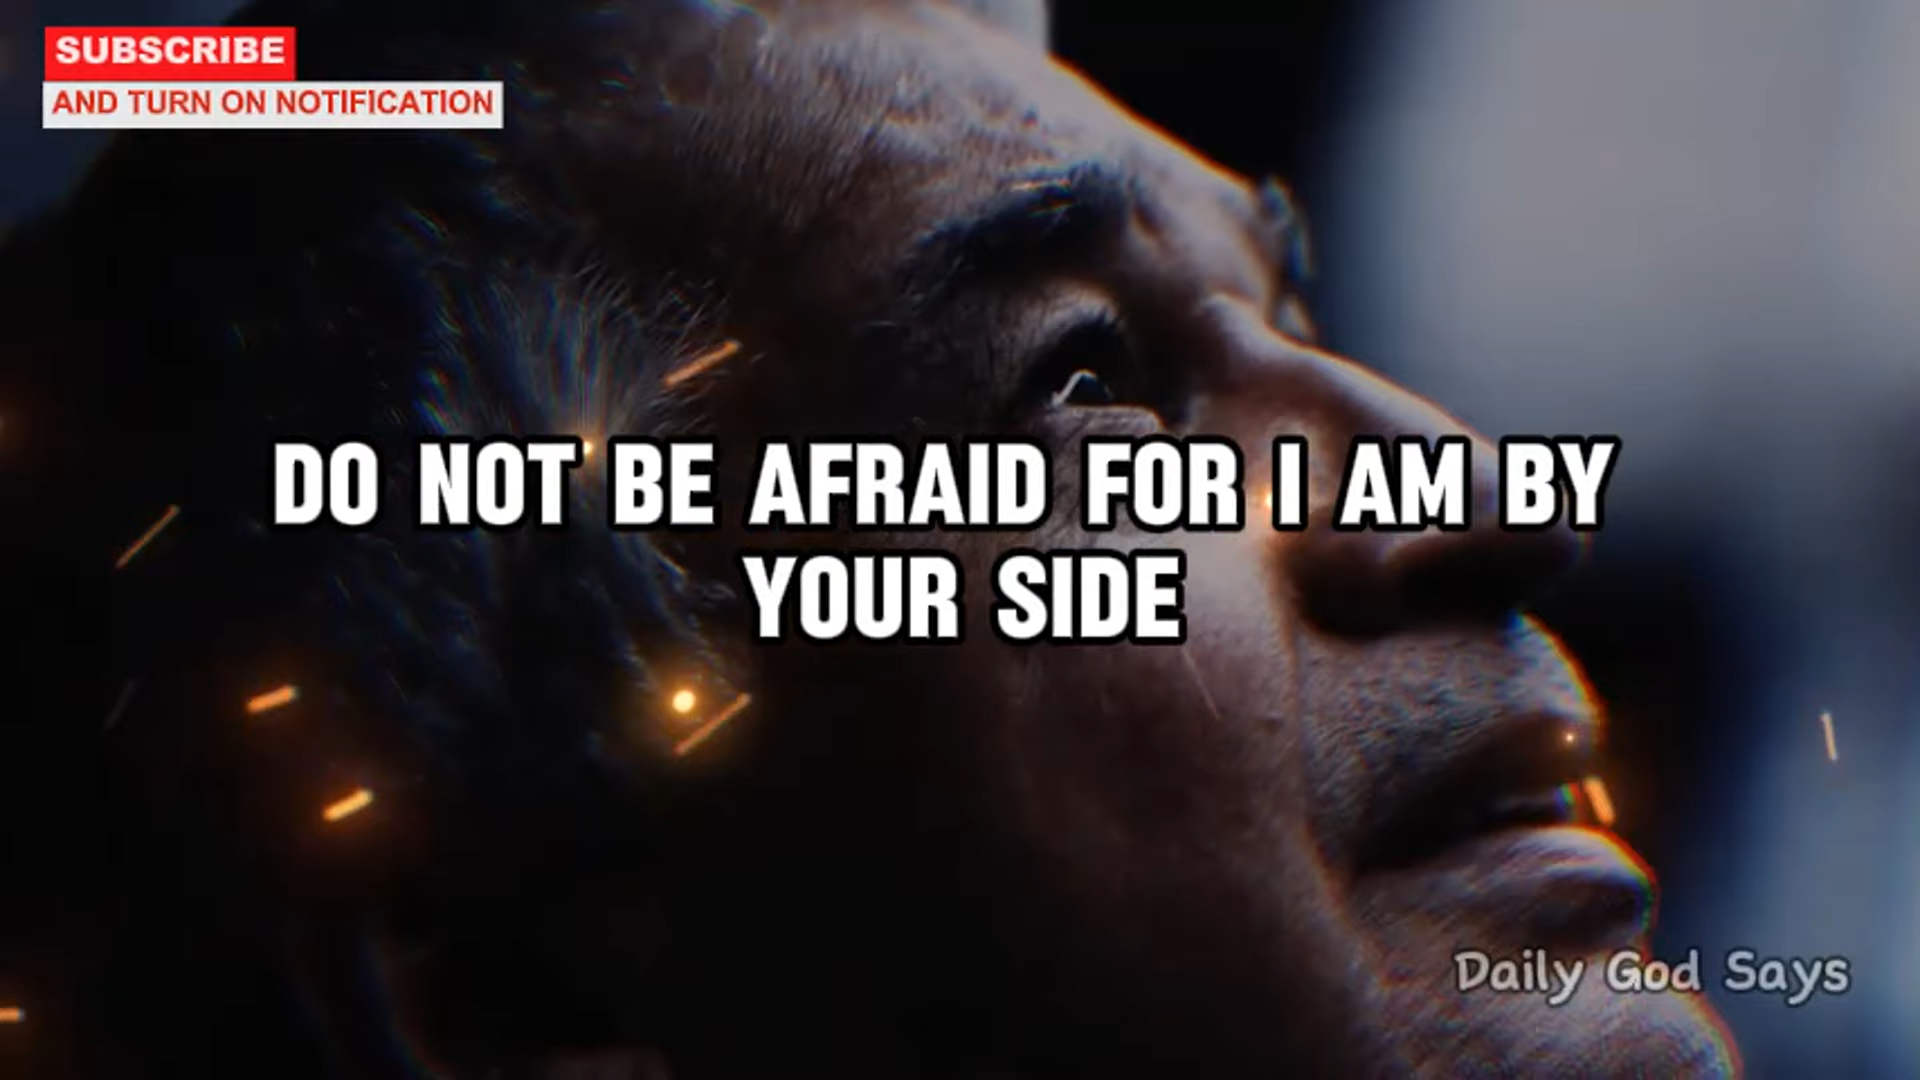 SUBSCRIBE
AND TURN ON NOTIFICATION
DO NOT BE AFRAID FOR I AM BY
YOUR SIDE
Daily God Says